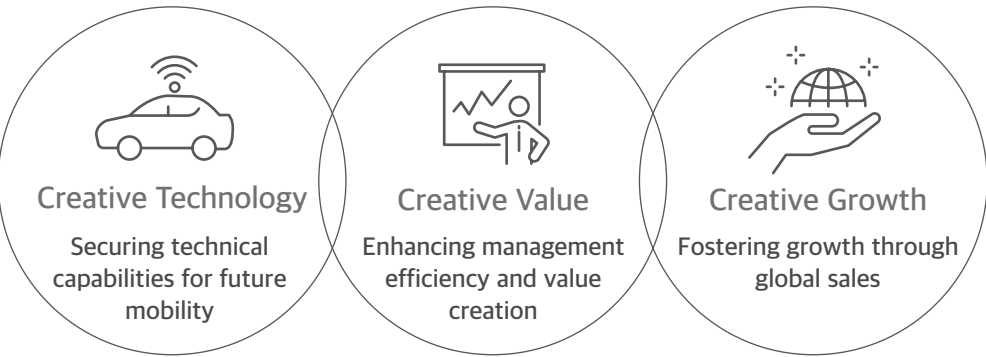 Creative Technology
Securing technical
capabilities for future
mobility
Creative Value
Enhancing management
efficiency and value
creation
Creative Growth
Fostering growth through
global sales